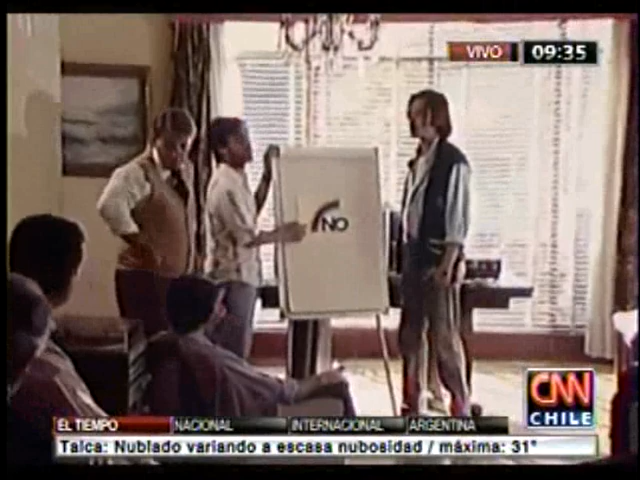 VIVO 09:35
NO
CNN
CHILE
EL TIEMPO NACIONAL INTERNACIONAL ARGENTINA
Talca: Nublado variando a escasa nubosidad / máxima: 31°